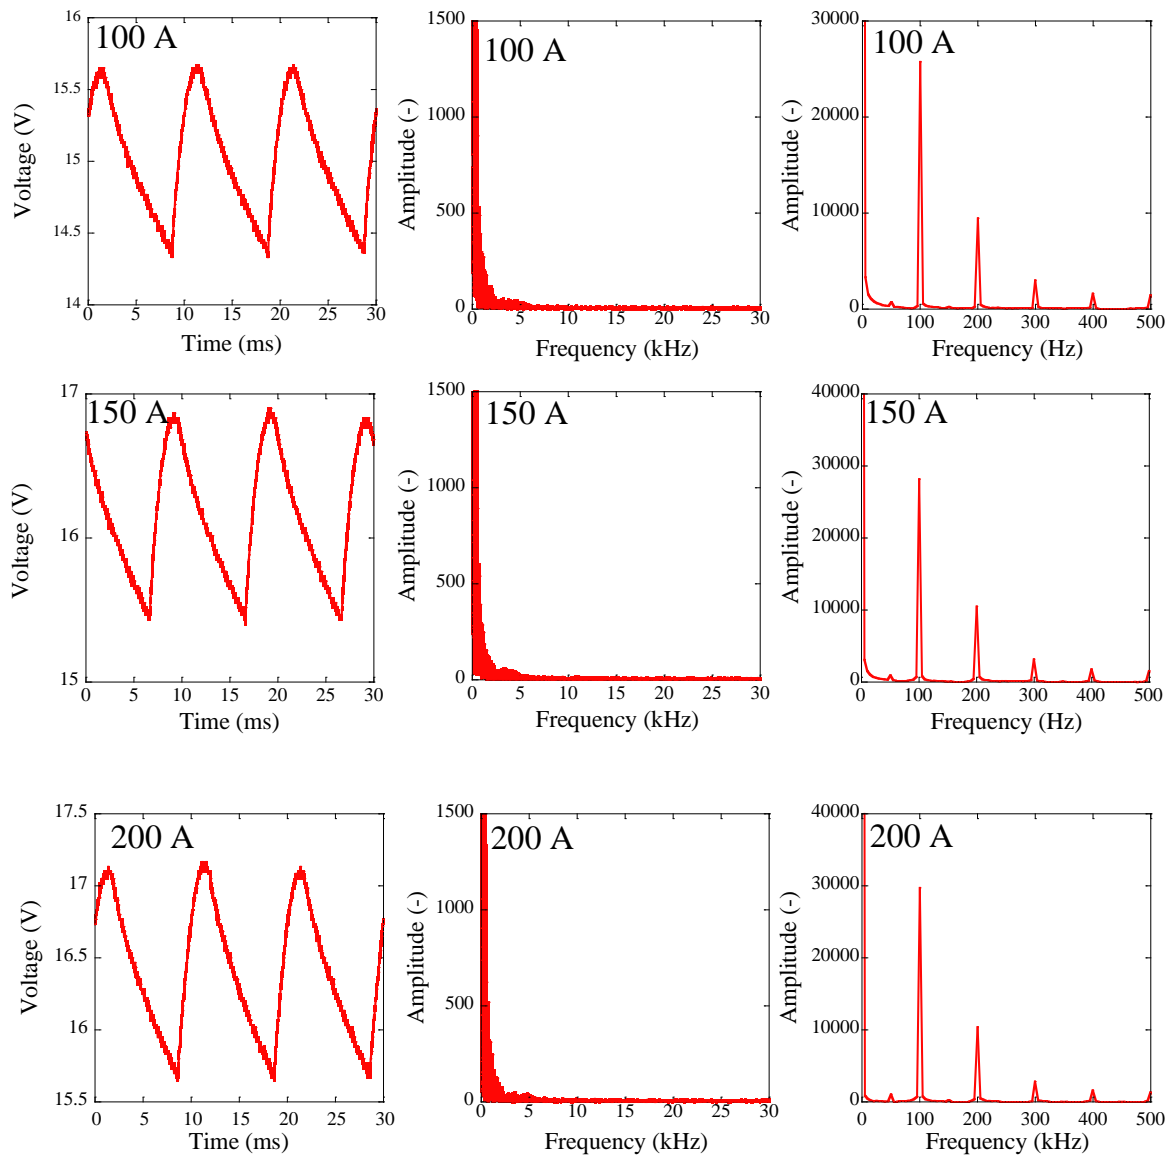 100 A
Voltage (V)
16
15.5
15
14.5
14
0 5 10 15 20 25 30
Time (ms)
100 A
Amplitude (-)
1500
1000
500
0
0 5 10 15 20 25 30
Frequency (kHz)
100 A
Amplitude (-)
30000
20000
10000
0
0 100 200 300 400 500
Frequency (Hz)
150 A
Voltage (V)
17
16
15
0 5 10 15 20 25 30
Time (ms)
150 A
Amplitude (-)
1500
1000
500
0
0 5 10 15 20 25 30
Frequency (kHz)
150 A
Amplitude (-)
40000
30000
20000
10000
0
0 100 200 300 400 500
Frequency (Hz)
200 A
Voltage (V)
17.5
17
16.5
16
15.5
0 5 10 15 20 25 30
Time (ms)
200 A
Amplitude (-)
1500
1000
500
0
0 5 10 15 20 25 30
Frequency (kHz)
200 A
Amplitude (-)
40000
30000
20000
10000
0
0 100 200 300 400 500
Frequency (kHz)